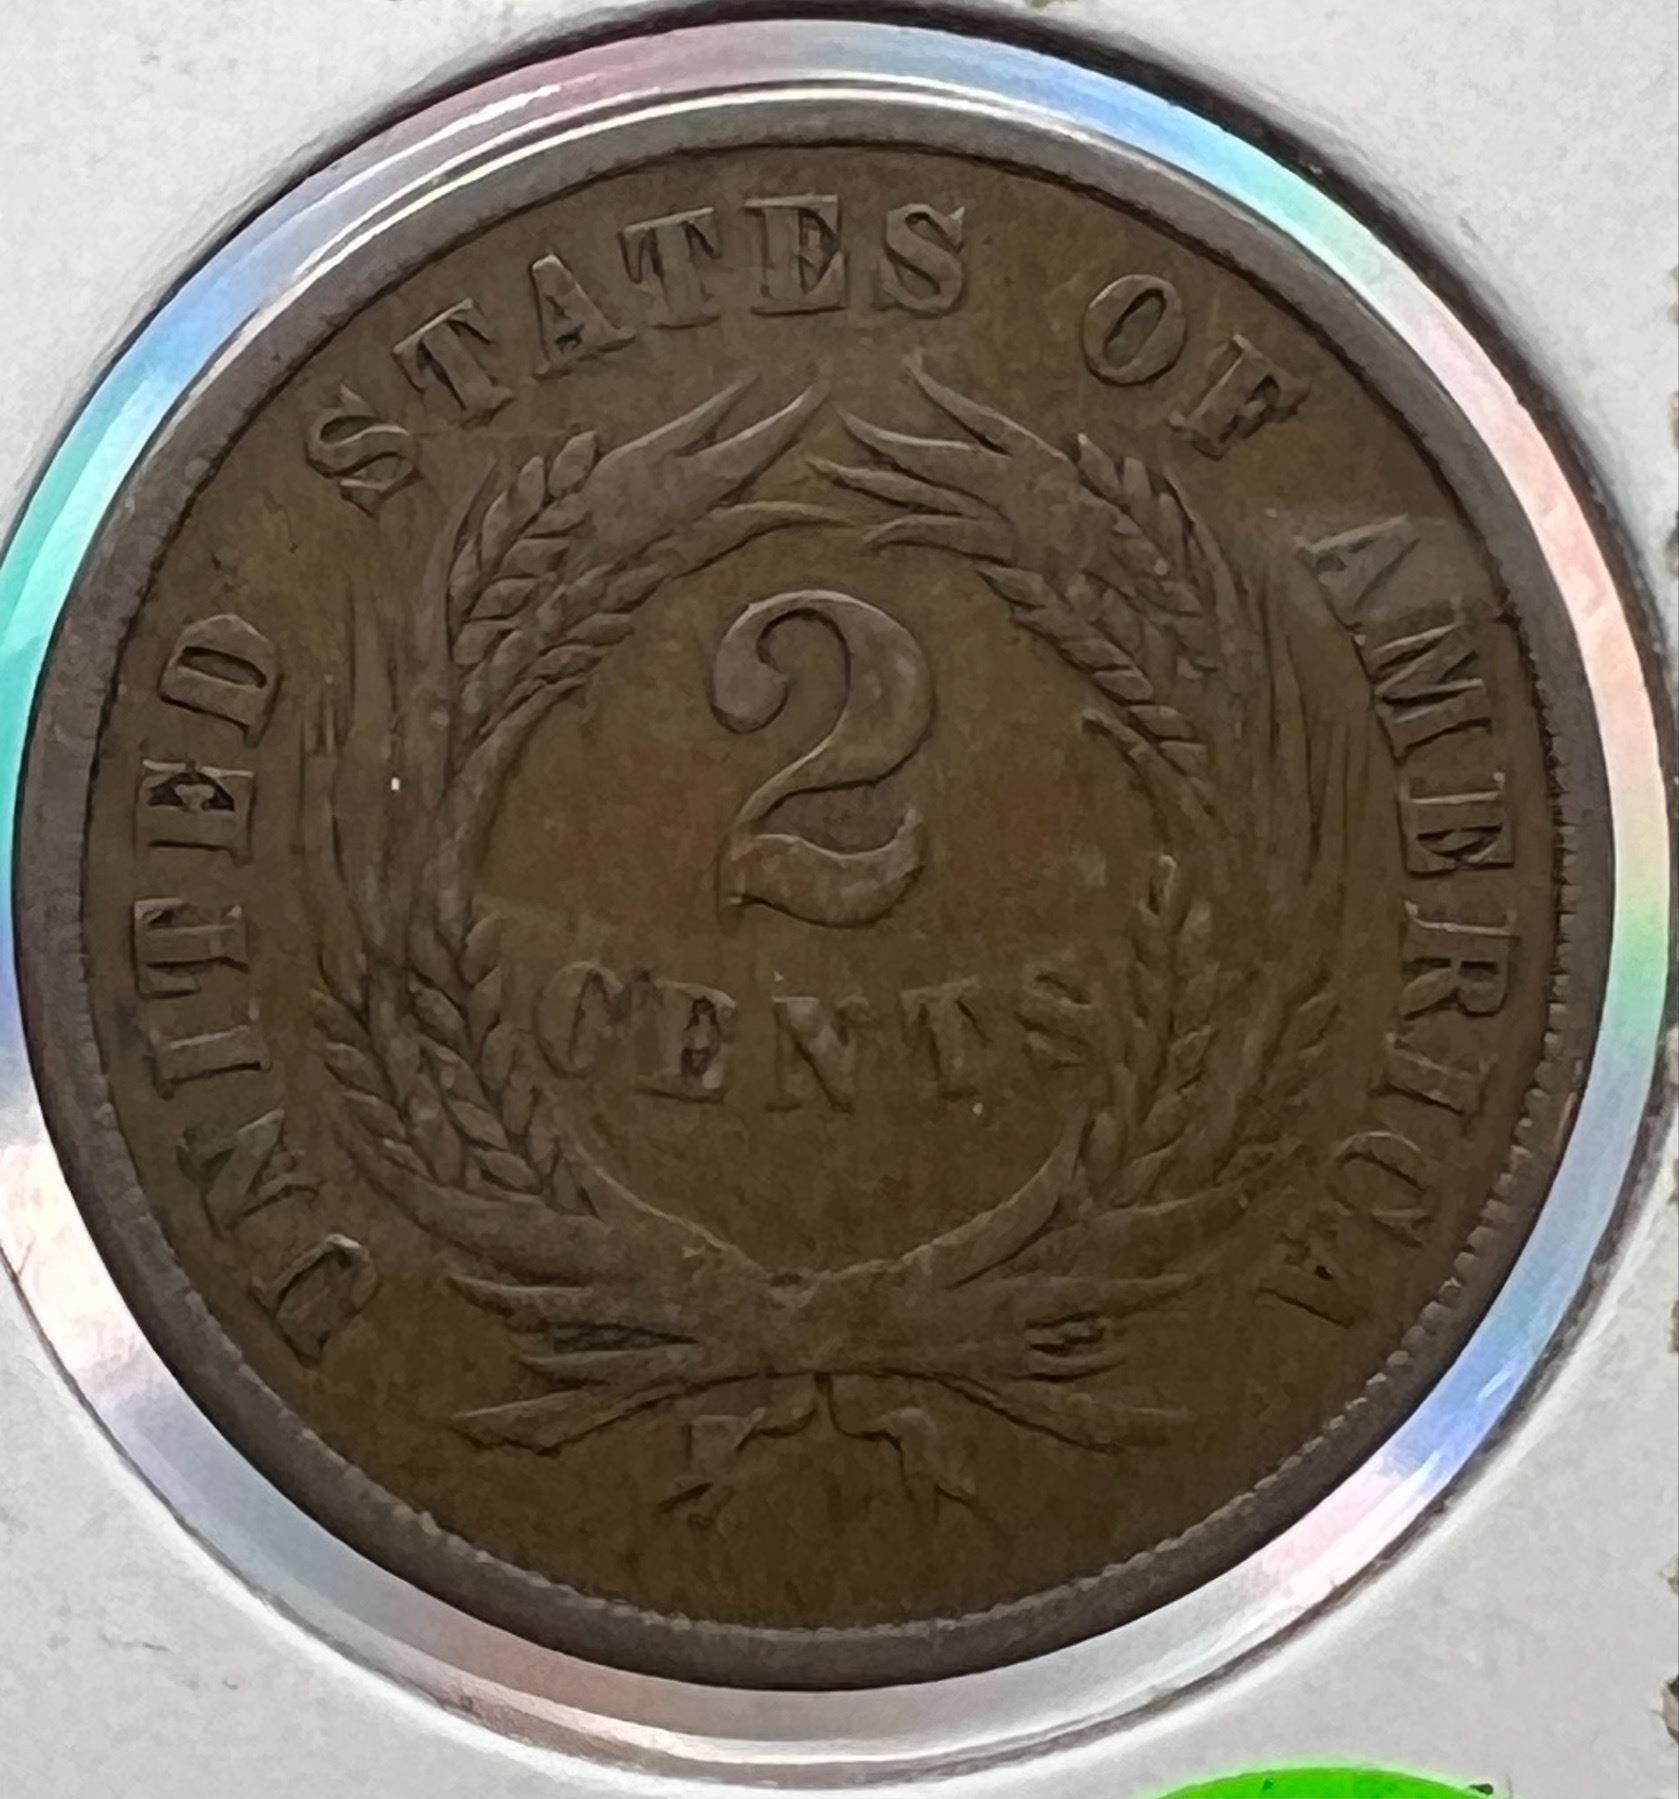 UNITED STATES OF AMERICA
2
CENTS